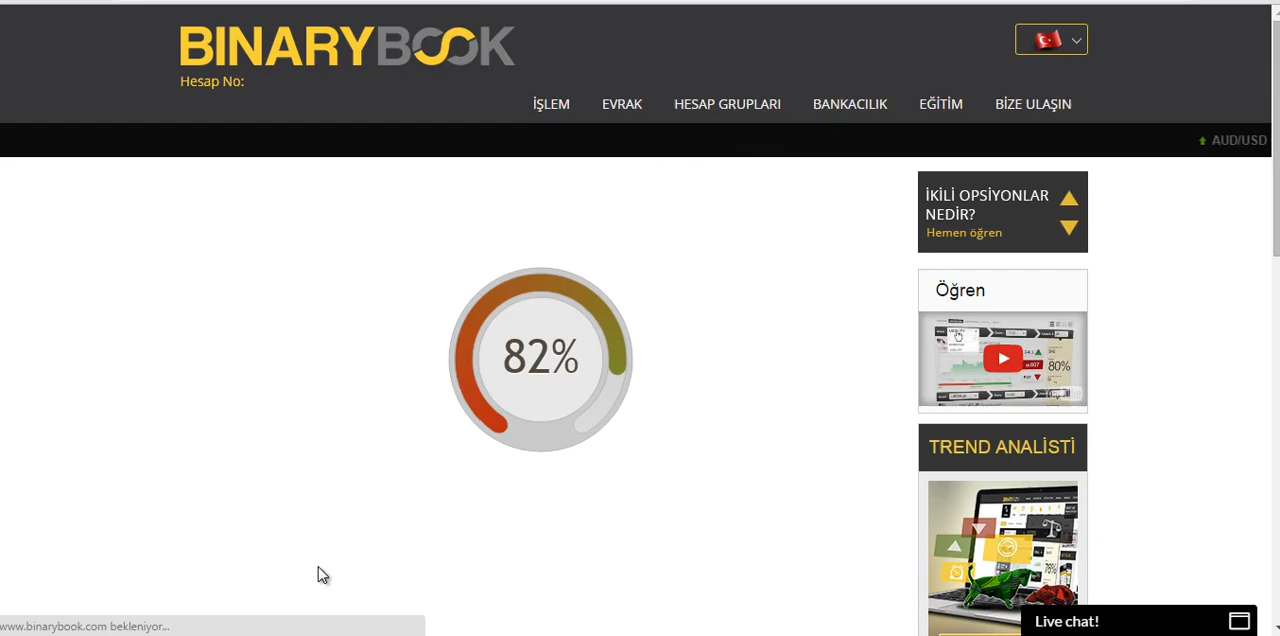 BINARYBOOK
Hesap No:
İŞLEM EVRAK HESAP GRUPLARI BANKACILIK EĞİTİM BİZE ULAŞIN
AUD/USD
İKİLİ OPSİYONLAR
NEDİR?
Hemen öğren
82%
Öğren
80%
TREND ANALİSTİ
www.binarybook.com bekleniyor...
Live chat!